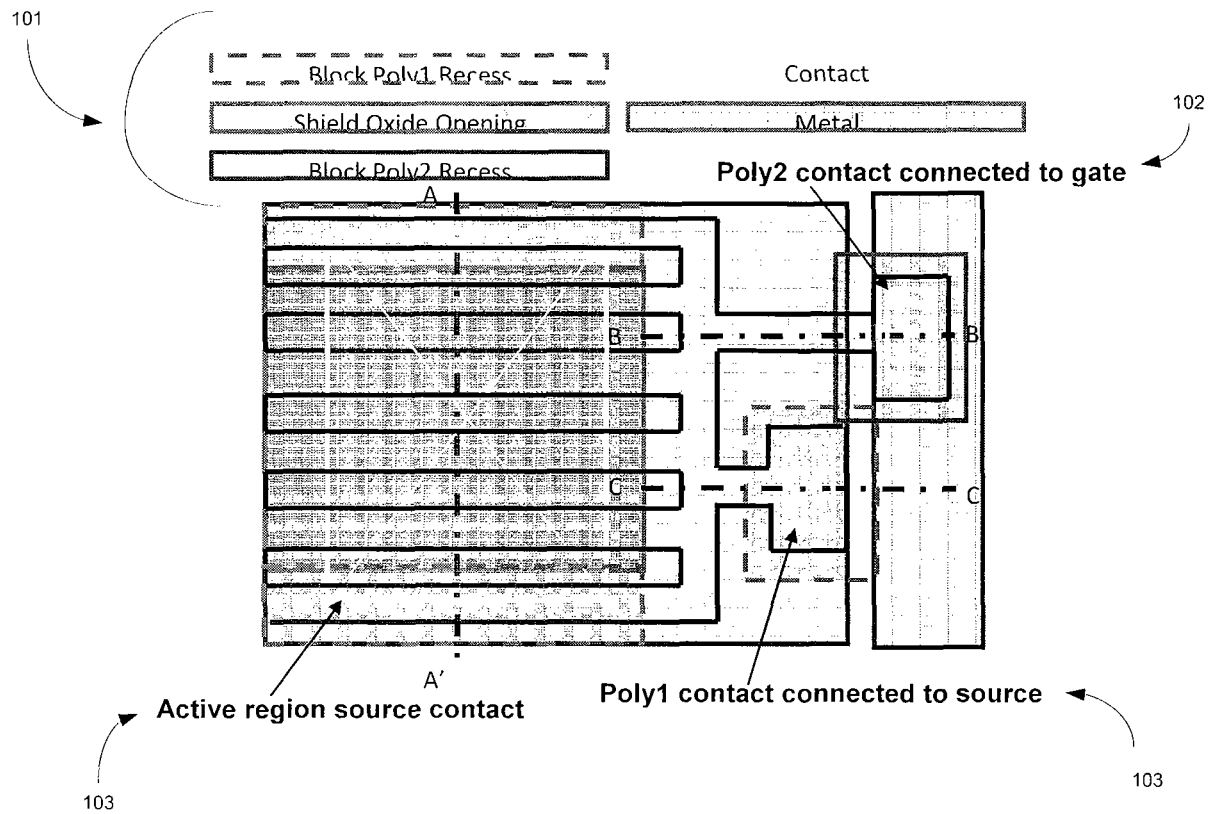 101
Block Poly1 Recess
Contact
Shield Oxide Opening
Metal
102
Block Poly2 Recess
Poly2 contact connected to gate
A
B
B
C
C
A'
Poly1 contact connected to source
Active region source contact
103
103